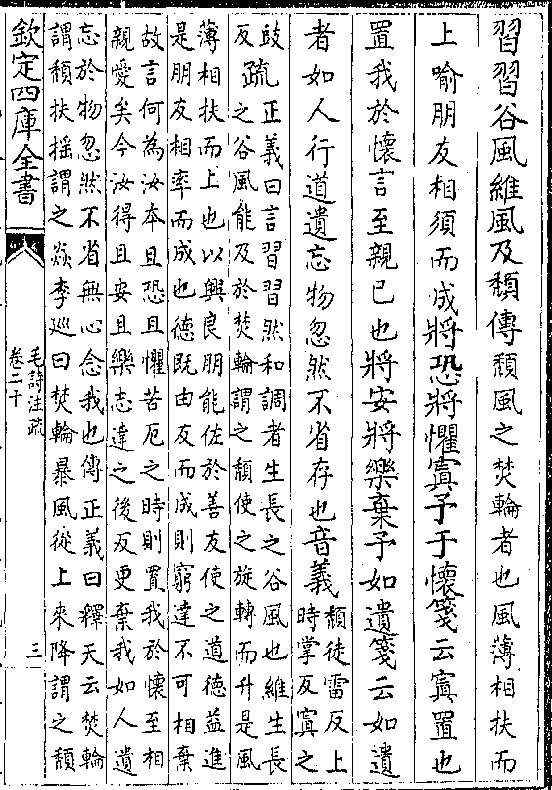 習習谷風維風及頹傳頹風之焚輪者也風薄相扶而
上喻朋友相須而成將恐將懼寘予于懷箋云寘置也
置我於懷言至親已也將安將樂棄予如遺箋云如遺
者如人行道遺忘物忽然不省存也音義頹徒雷反上
時掌反寘之
豉反疏正義曰言習習然和調者生長之谷風也維生長
之谷風能及於焚輪謂之頹使之旋轉而升是風
薄相扶而上也以興良朋能佐於善友使之道德益進
是朋友相率而成也德既由友而成則窮達不可相棄
故言何為汝本且恐且懼苦厄之時則置我於懷至相
親愛矣今汝得且安且樂志達之後反更棄我如人遺
忘於物忽然不省無心念我也傳正義曰釋天云焚輪
謂頹扶搖謂之猋李巡曰焚輪暴風從上來降謂之頹
欽定四庫全書
毛詩注疏
卷二十
三